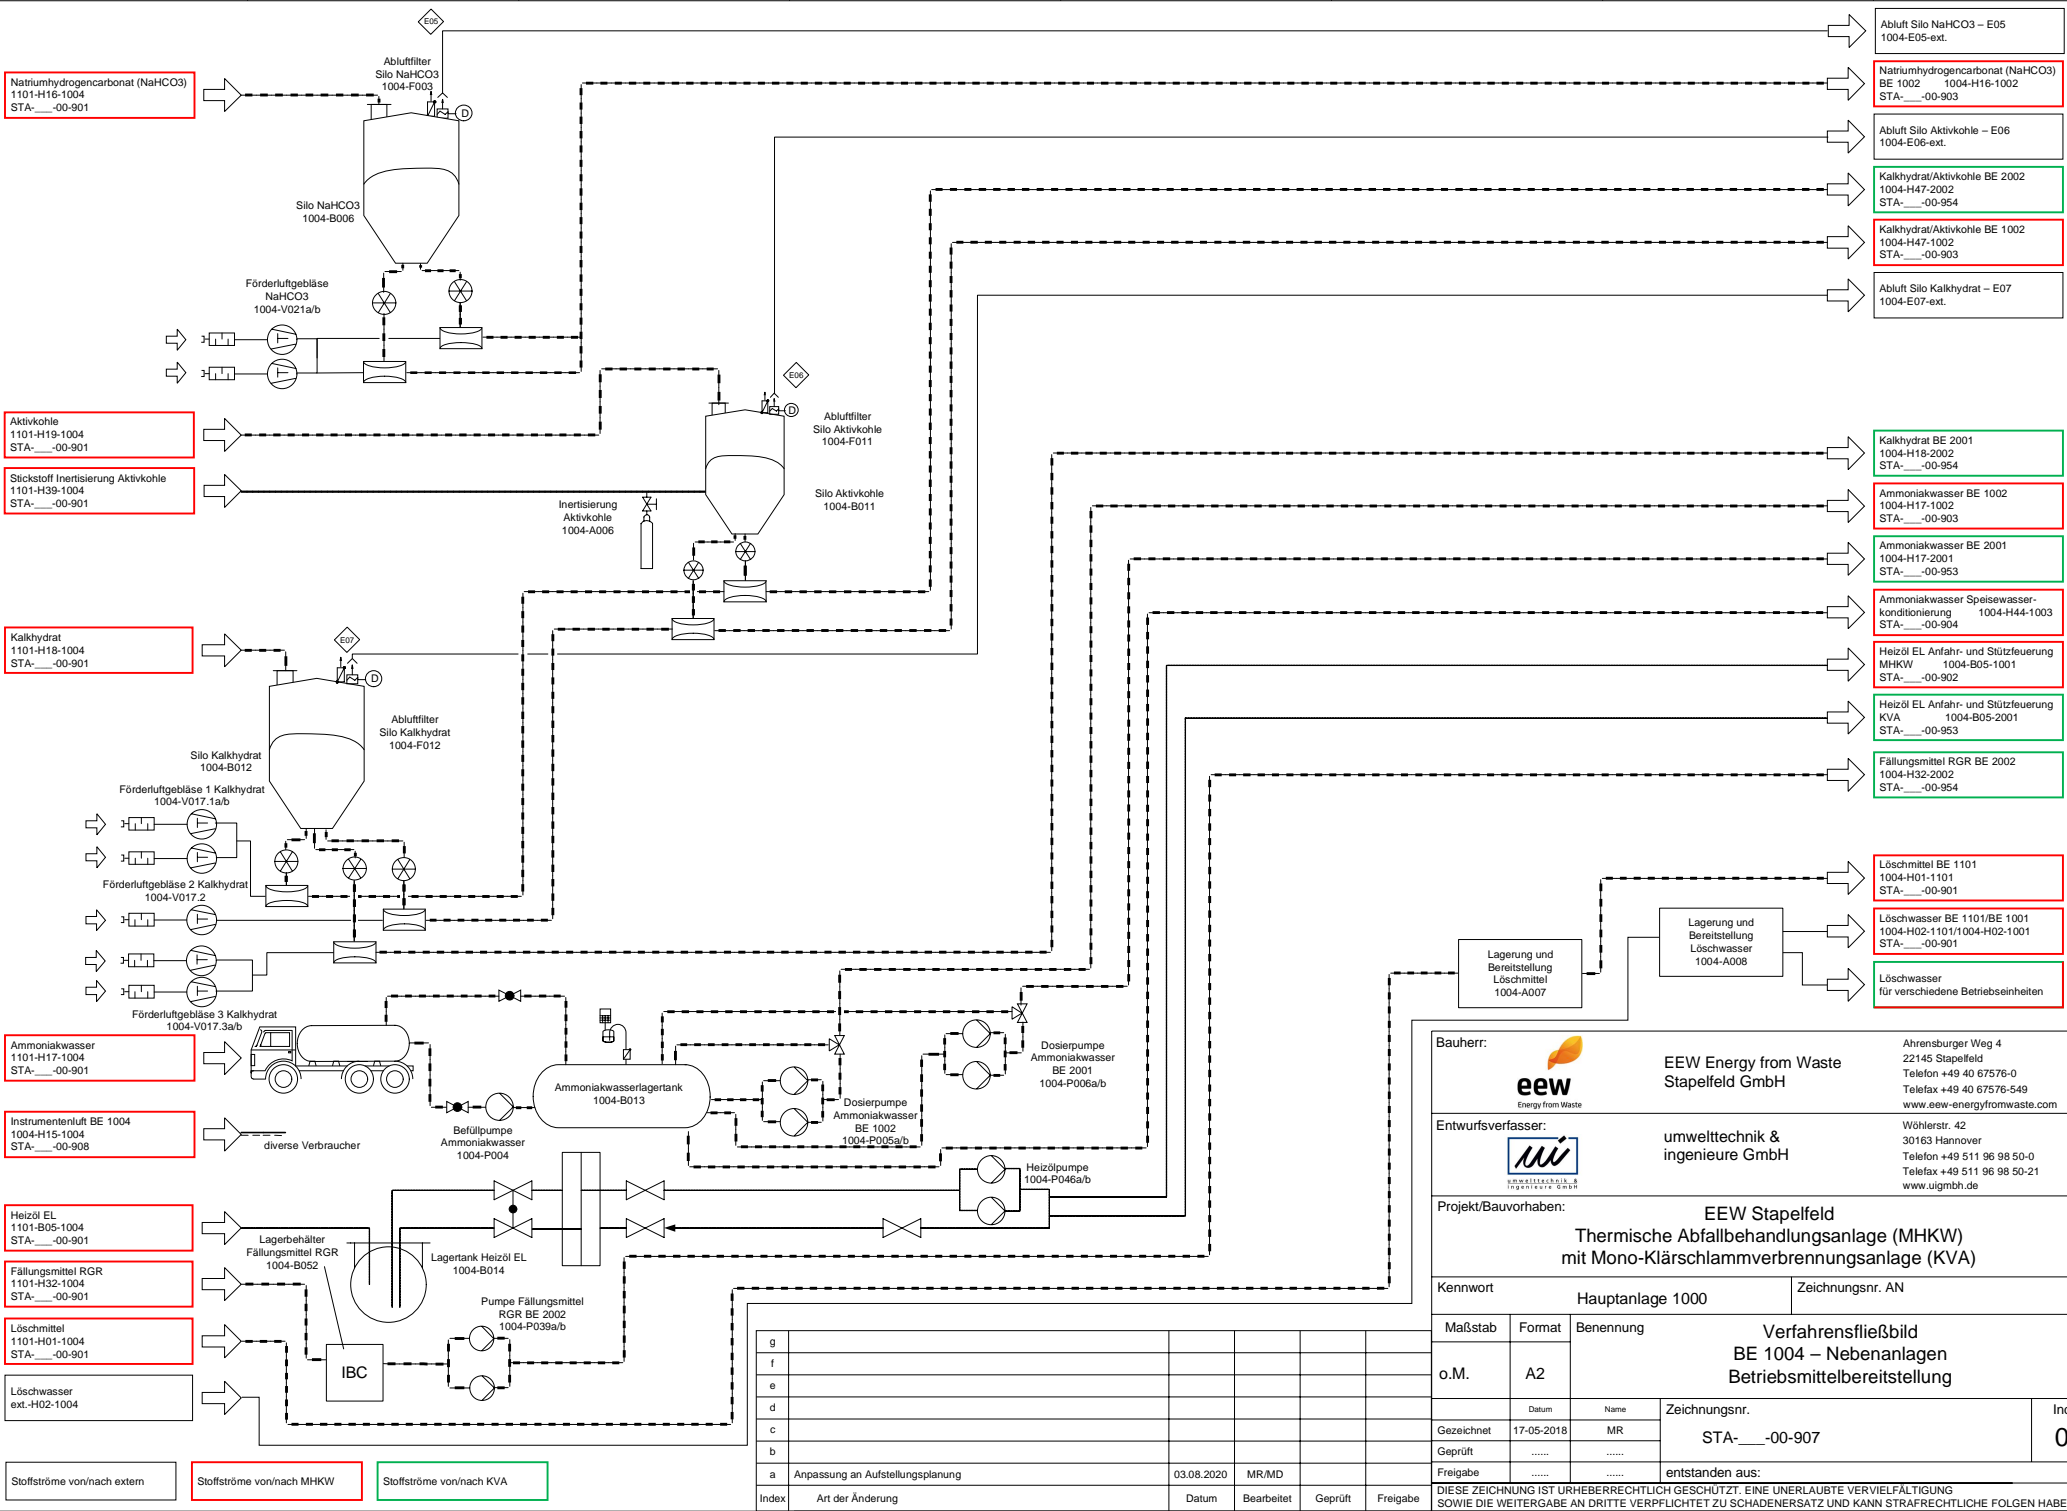 E05
Abluftfilter
Silo NaHCO3
1004-F003
D
Natriumhydrogencarbonat (NaHCO3)
1101-H16-1004
STA-___-00-901
Silo NaHCO3
1004-B006
Förderluftgebläse
NaHCO3
1004-V021a/b
Abluft Silo NaHCO3 – E05
1004-E05-ext.
Natriumhydrogencarbonat (NaHCO3)
BE 1002 1004-H16-1002
STA-___-00-903
Abluft Silo Aktivkohle – E06
1004-E06-ext.
Kalkhydrat/Aktivkohle BE 2002
1004-H47-2002
STA-___-00-954
Kalkhydrat/Aktivkohle BE 1002
1004-H47-1002
STA-___-00-903
Abluft Silo Kalkhydrat – E07
1004-E07-ext.
E06
D
Abluftfilter
Silo Aktivkohle
1004-F011
Aktivkohle
1101-H19-1004
STA-___-00-901
Stickstoff Inertisierung Aktivkohle
1101-H39-1004
STA-___-00-901
Inertisierung
Aktivkohle
1004-A006
Silo Aktivkohle
1004-B011
Kalkhydrat BE 2001
1004-H18-2002
STA-___-00-954
Ammoniakwasser BE 1002
1004-H17-1002
STA-___-00-903
Ammoniakwasser BE 2001
1004-H17-2001
STA-___-00-953
Ammoniakwasser Speisewasser-
konditionierung 1004-H44-1003
STA-___-00-904
Heizöl EL Anfahr- und Stützfeuerung
MHKW 1004-B05-1001
STA-___-00-902
Heizöl EL Anfahr- und Stützfeuerung
KVA 1004-B05-2001
STA-___-00-953
Fällungsmittel RGR BE 2002
1004-H32-2002
STA-___-00-954
Kalkhydrat
1101-H18-1004
STA-___-00-901
E07
D
Abluftfilter
Silo Kalkhydrat
1004-F012
Silo Kalkhydrat
1004-B012
Förderluftgebläse 1 Kalkhydrat
1004-V017.1a/b
Förderluftgebläse 2 Kalkhydrat
1004-V017.2
Förderluftgebläse 3 Kalkhydrat
1004-V017.3a/b
Löschmittel BE 1101
1004-H01-1101
STA-___-00-901
Löschwasser BE 1101/BE 1001
1004-H02-1101/1004-H02-1001
STA-___-00-901
Löschwasser
für verschiedene Betriebseinheiten
Lagerung und
Bereitstellung
Löschwasser
1004-A008
Lagerung und
Bereitstellung
Löschmittel
1004-A007
Ammoniakwasser
1101-H17-1004
STA-___-00-901
Ammoniakwasserlagertank
1004-B013
Dosierpumpe
Ammoniakwasser
BE 2001
1004-P006a/b
Dosierpumpe
Ammoniakwasser
BE 1002
1004-P005a/b
Befüllpumpe
Ammoniakwasser
1004-P004
Instrumentenluft BE 1004
1004-H15-1004
STA-___-00-908
diverse Verbraucher
Heizölpumpe
1004-P046a/b
Heizöl EL
1101-B05-1004
STA-___-00-901
Lagerbehälter
Fällungsmittel RGR
1004-B052
Lagertank Heizöl EL
1004-B014
Fällungsmittel RGR
1101-H32-1004
STA-___-00-901
Pumpe Fällungsmittel
RGR BE 2002
1004-P039a/b
Löschmittel
1101-H01-1004
STA-___-00-901
IBC
Löschwasser
ext.-H02-1004
Stoffströme von/nach extern
Stoffströme von/nach MHKW
Stoffströme von/nach KVA
g
f
e
d
c
b
a Anpassung an Aufstellungsplanung 03.08.2020 MR/MD
Index Art der Änderung Datum Bearbeitet Geprüft Freigabe
Bauherr:
eew
Energy from Waste
EEW Energy from Waste
Stapelfeld GmbH
Ahrensburger Weg 4
22145 Stapelfeld
Telefon +49 40 67576-0
Telefax +49 40 67576-549
www.eew-energyfromwaste.com
Entwurfsverfasser:
uui
umwelttechnik &
ingenieure GmbH
umwelttechnik &
ingenieure GmbH
Wöhlerstr. 42
30163 Hannover
Telefon +49 511 96 98 50-0
Telefax +49 511 96 98 50-21
www.uigmbh.de
Projekt/Bauvorhaben:
EEW Stapelfeld
Thermische Abfallbehandlungsanlage (MHKW)
mit Mono-Klärschlammverbrennungsanlage (KVA)
Kennwort
Hauptanlage 1000
Zeichnungsnr. AN
Maßstab Format Benennung
o.M. A2
Verfahrensfließbild
BE 1004 – Nebenanlagen
Betriebsmittelbereitstellung
Datum Name
Gezeichnet 17-05-2018 MR
Geprüft ...... ......
Freigabe ...... ......
Zeichnungsnr.
STA-___-00-907
entstanden aus:
DIESE ZEICHNUNG IST URHEBERRECHTLICH GESCHÜTZT. EINE UNERLAUBTE VERVIELFÄLTIGUNG
SOWIE DIE WEITERGABE AN DRITTE VERPFLICHTET ZU SCHADENERSATZ UND KANN STRAFRECHTLICHE FOLGEN HABE